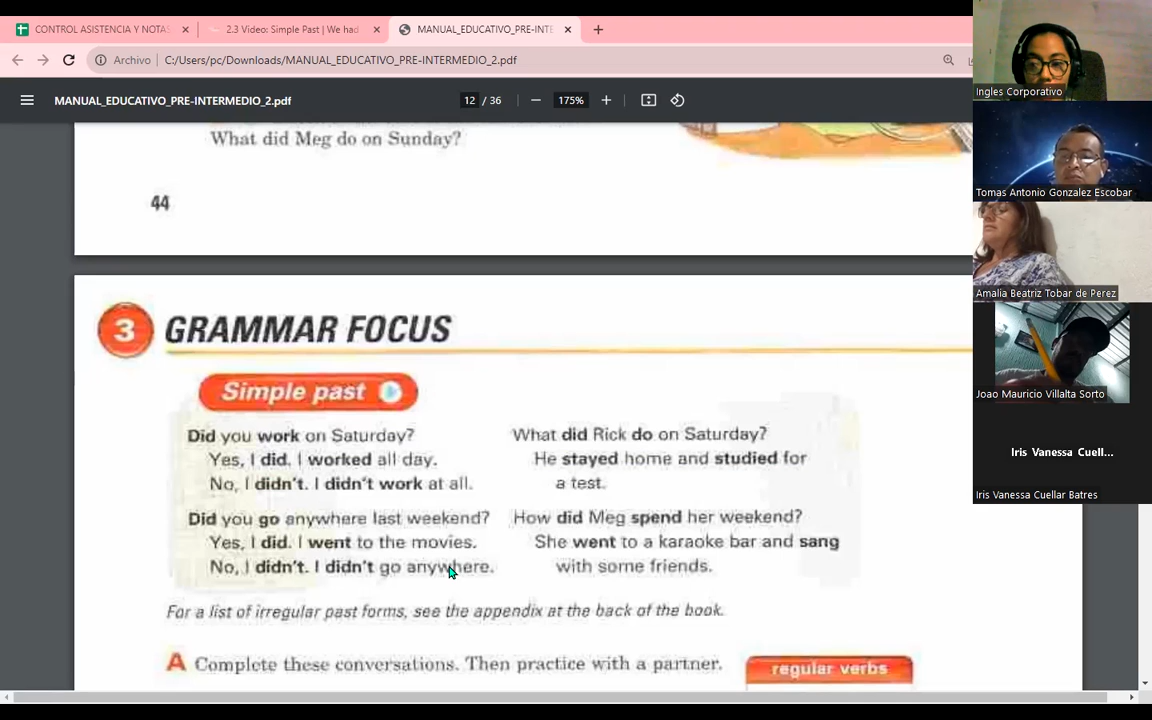 CONTROL ASISTENCIA Y NOTAS
2.3 Video: Simple Past | We had
MANUAL_EDUCATIVO_PRE-INTE
Archivo
C:/Users/pc/Downloads/MANUAL_EDUCATIVO_PRE-INTERMEDIO_2.pdf
MANUAL_EDUCATIVO_PRE-INTERMEDIO_2.pdf
12 / 36
175%
What did Meg do on Sunday?
44
3 GRAMMAR FOCUS
Simple past
Did you work on Saturday?
Yes, I did. I worked all day.
No, I didn't. I didn't work at all.
Did you go anywhere last weekend?
Yes, I did. I went to the movies.
No, I didn't. I didn't go anywhere.
What did Rick do on Saturday?
He stayed home and studied for
a test.
How did Meg spend her weekend?
She went to a karaoke bar and sang
with some friends.
For a list of irregular past forms, see the appendix at the back of the book.
A Complete these conversations. Then practice with a partner.
regular verbs
Ingles Corporativo
Tomas Antonio Gonzalez Escobar
Amalia Beatriz Tobar de Perez
Joao Mauricio Villalta Sorto
Iris Vanessa Cuell...
Iris Vanessa Cuellar Batres